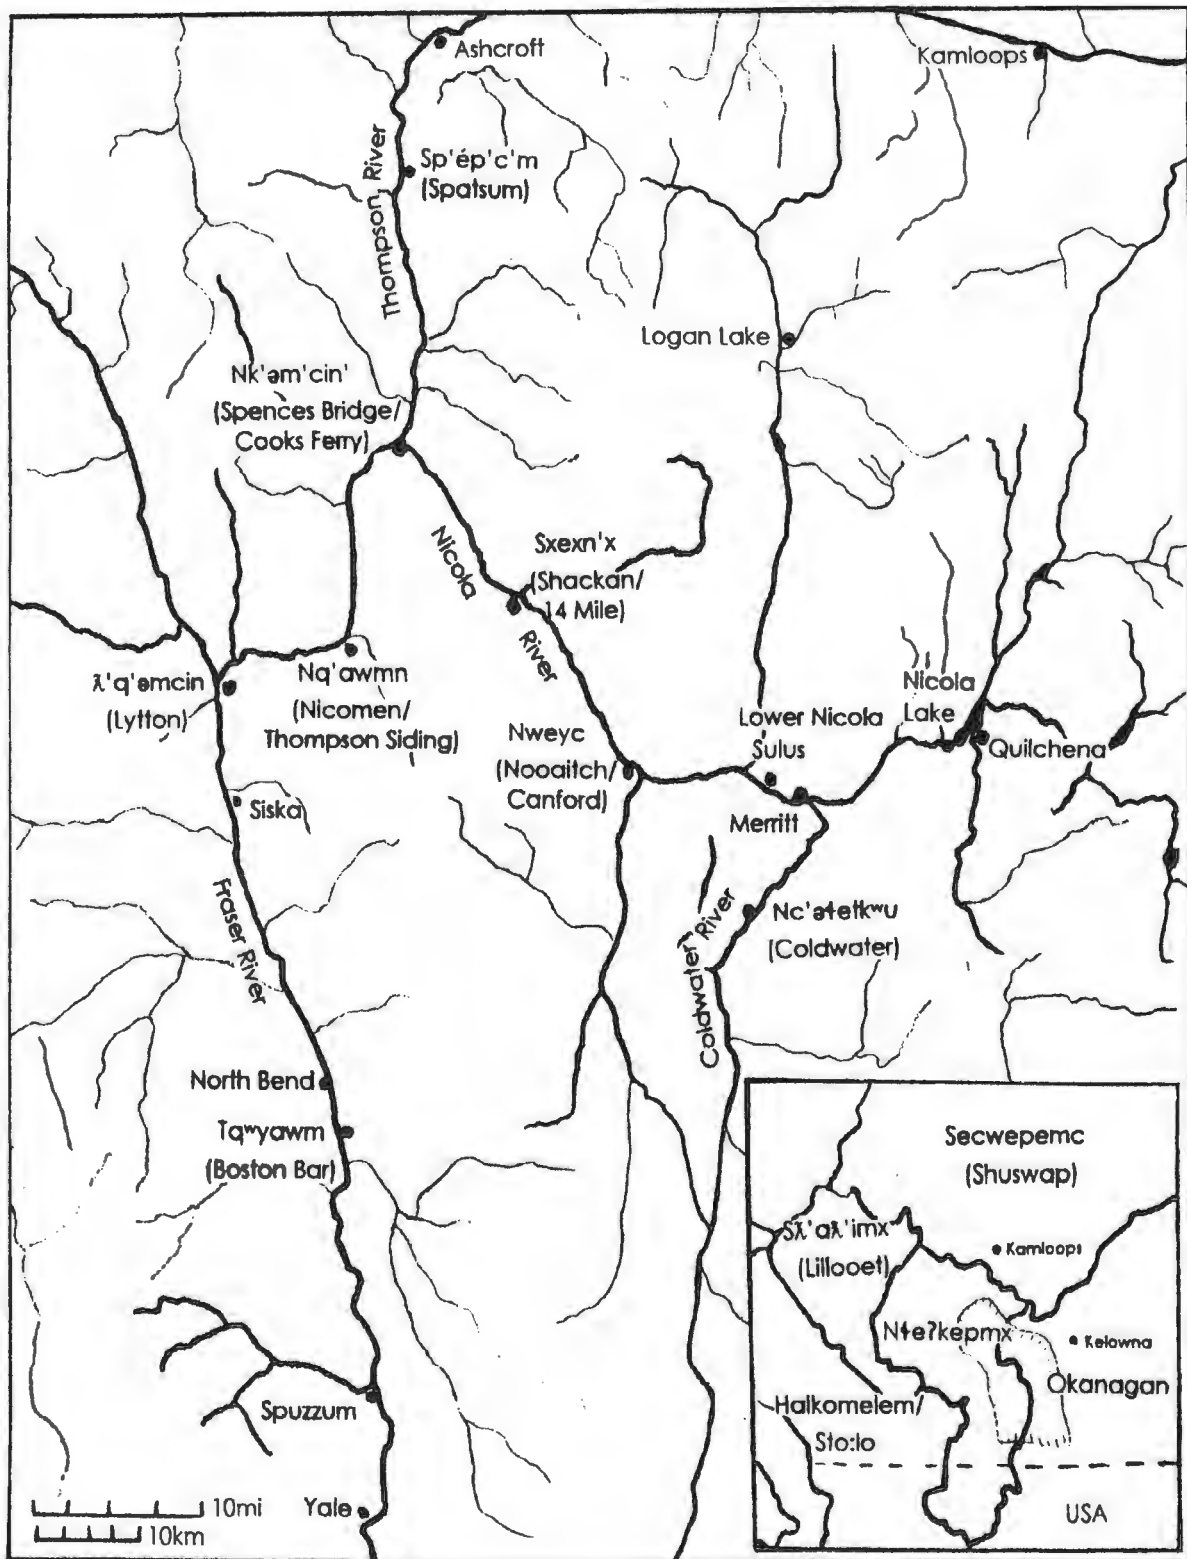 Ashcroft
Kamloops
Thompson River
Sp'ép'c'm
(Spatsum)
Logan Lake
Nk'əm'cin'
(Spences Bridge/
Cooks Ferry)
Nicola River
Sxexn'x
(Shackan/
14 Mile)
ƛ'q'əmcin
(Lytton)
Nq'awmn
(Nicomen/
Thompson Siding)
Nweyc
(Nooaitch/
Canford)
Lower Nicola
Sulus
Nicola
Lake
Quilchena
Merritt
Siska
Fraser River
Coldwater River
Nc'əɬetkʷu
(Coldwater)
North Bend
Tqʷyawm
(Boston Bar)
Spuzzum
Yale
10mi
10km
Secwepemc
(Shuswap)
Sƛ'aƛ'imx
(Lillooet)
Kamloops
Nɬeʔkepmx
Kelowna
Okanagan
Halkomelem/
Sto:lo
USA